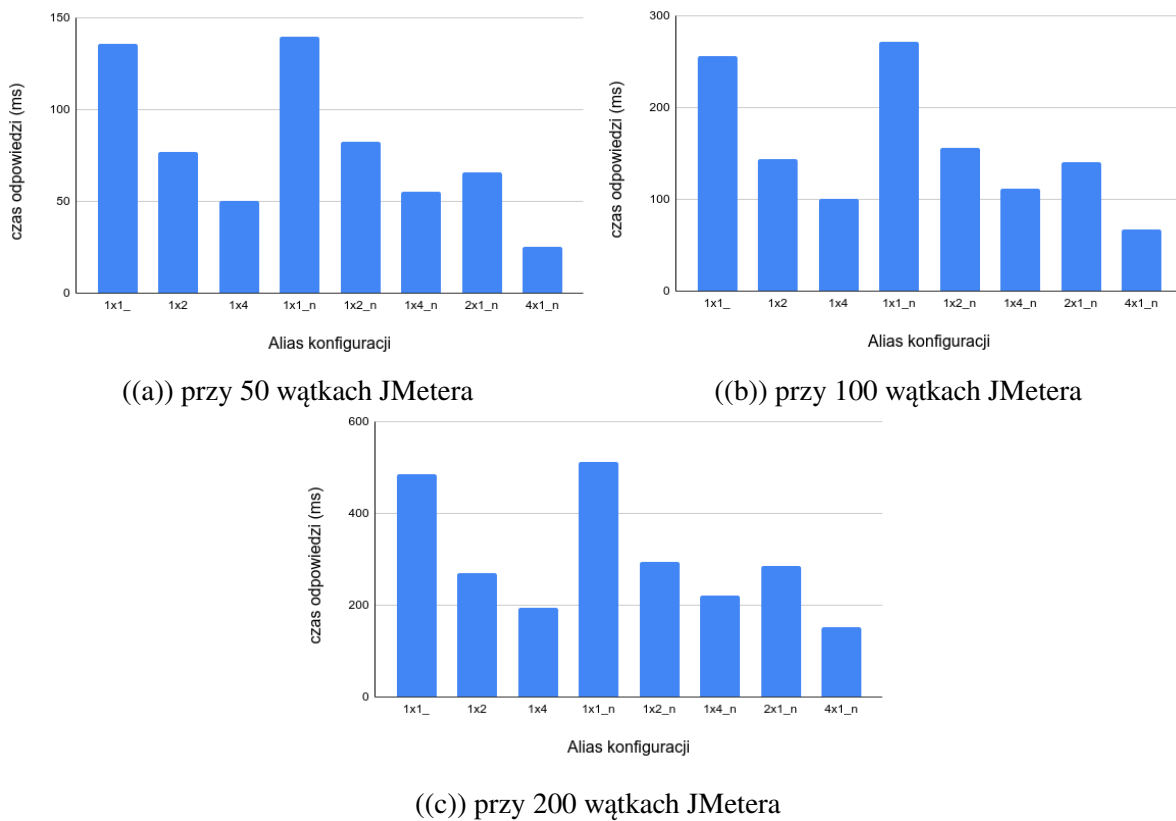 150
100
50
0
czas odpowiedzi (ms)
1x1_ 1x2 1x4 1x1_n 1x2_n 1x4_n 2x1_n 4x1_n
Alias konfiguracji
((a)) przy 50 wątkach JMetera
300
200
100
0
czas odpowiedzi (ms)
1x1_ 1x2 1x4 1x1_n 1x2_n 1x4_n 2x1_n 4x1_n
Alias konfiguracji
((b)) przy 100 wątkach JMetera
600
400
200
0
czas odpowiedzi (ms)
1x1_ 1x2 1x4 1x1_n 1x2_n 1x4_n 2x1_n 4x1_n
Alias konfiguracji
((c)) przy 200 wątkach JMetera